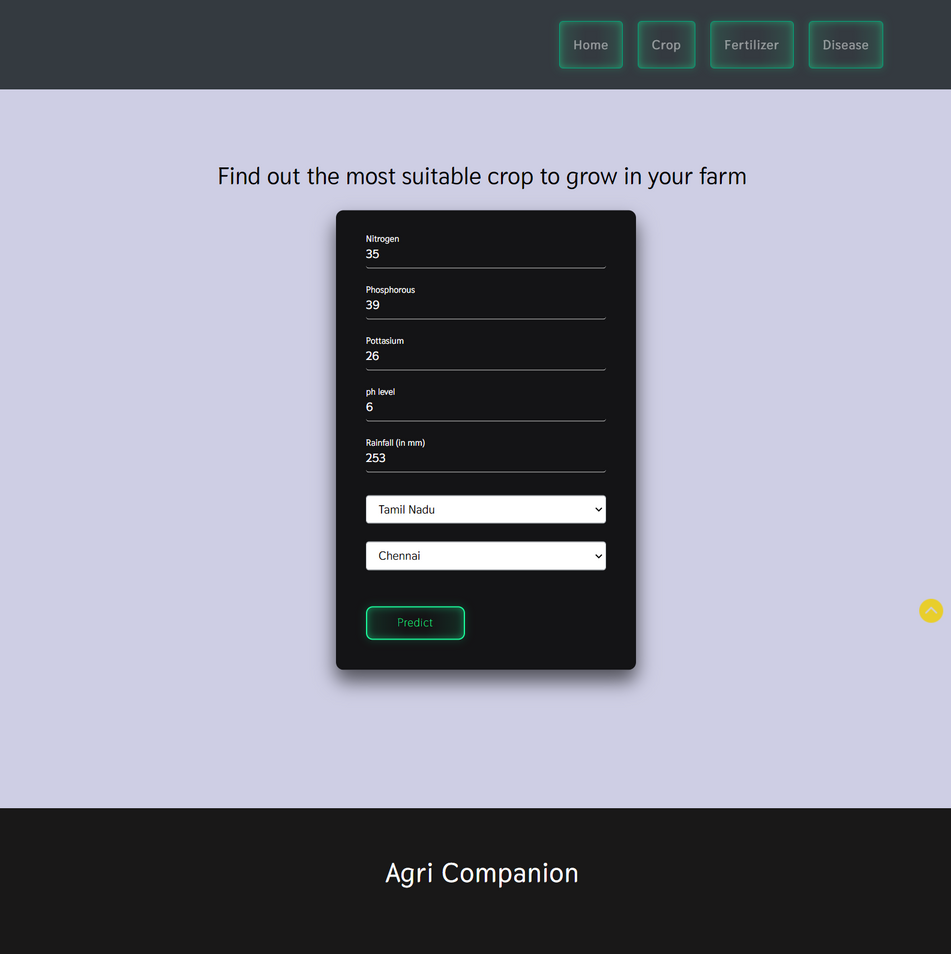 Home Crop Fertilizer Disease
Find out the most suitable crop to grow in your farm
Nitrogen
35
Phosphorous
39
Pottasium
26
ph level
6
Rainfall (in mm)
253
Tamil Nadu
Chennai
Predict
Agri Companion